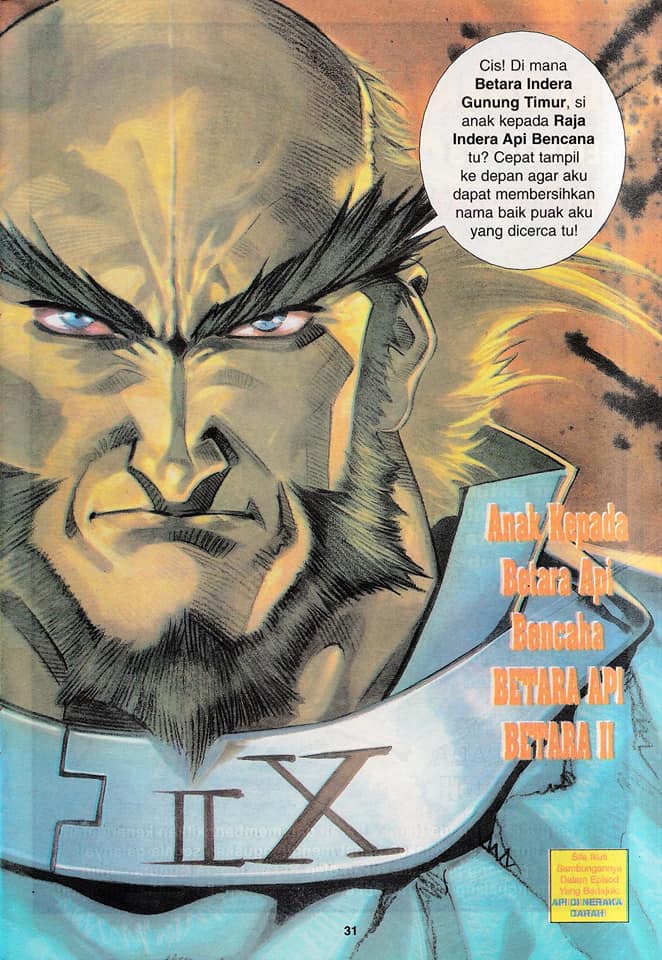 Cis! Di mana
Betara Indera
Gunung Timur, si
anak kepada Raja
Indera Api Bencana
tu? Cepat tampil
ke depan agar aku
dapat membersihkan
nama baik puak aku
yang dicerca tu!
Anak Kepada
Betara Api
Bencaha
BETARA API
BETARA II
IIX
Sila Ikuti
Sambungannya
Dalam Episod
Yang Bertajuk:
API DI NERAKA
DARAH!
31